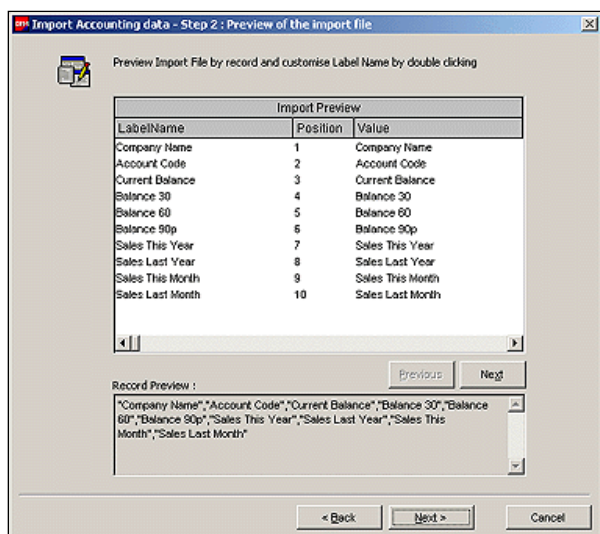 Import Accounting data - Step 2 : Preview of the import file
Preview Import File by record and customise Label Name by double clicking
Import Preview
LabelName Position Value
Company Name 1 Company Name
Account Code 2 Account Code
Current Balance 3 Current Balance
Balance 30 4 Balance 30
Balance 60 5 Balance 60
Balance 90p 6 Balance 90p
Sales This Year 7 Sales This Year
Sales Last Year 8 Sales Last Year
Sales This Month 9 Sales This Month
Sales Last Month 10 Sales Last Month
Previous Next
Record Preview :
"Company Name","Account Code","Current Balance","Balance 30","Balance
60","Balance 90p","Sales This Year","Sales Last Year","Sales This
Month","Sales Last Month"
< Back Next > Cancel